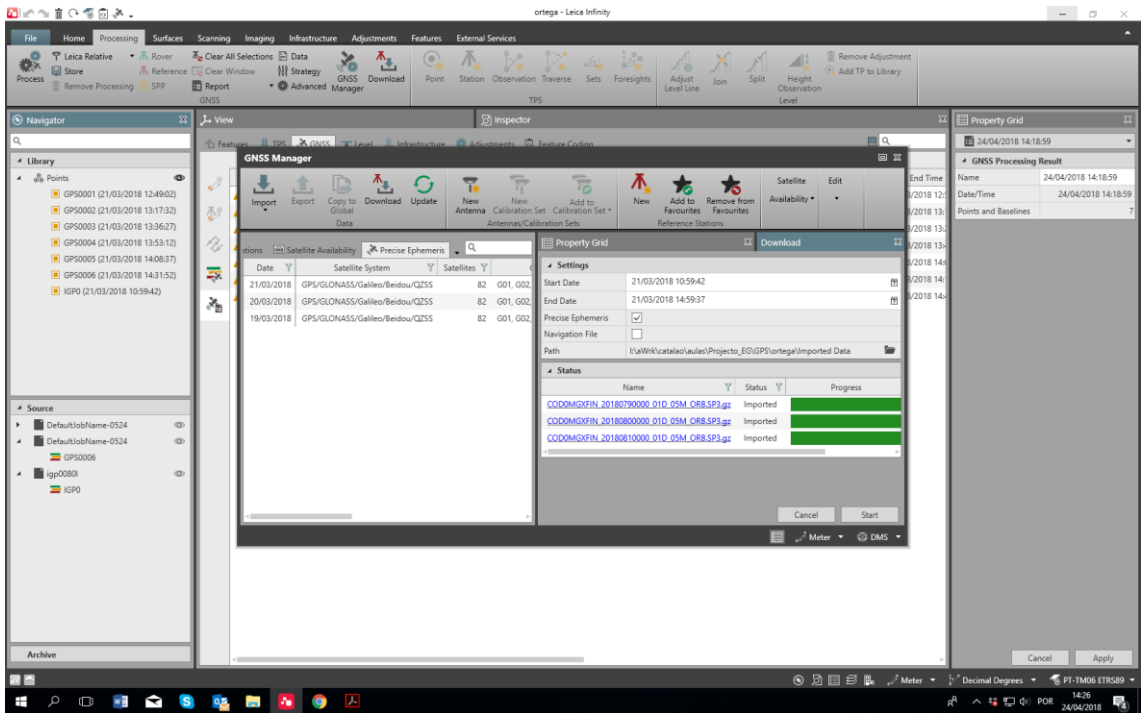 ortega - Leica Infinity
File Home Processing Surfaces Scanning Imaging Infrastructure Adjustments Features External Services
Process
Leica Relative
Store
Remove Processing
Rover
Reference
SPP
Clear All Selections
Clear Window
Report
Data
Strategy
Advanced
GNSS Manager
Download
GNSS
Point Station Observation Traverse Sets Foresights
TPS
Adjust Level Line
Join
Split
Height Observation
Remove Adjustment
Add TP to Library
Level
Navigator
Library
Points
GPS0001 (21/03/2018 12:49:02)
GPS0002 (21/03/2018 13:17:32)
GPS0003 (21/03/2018 13:36:27)
GPS0004 (21/03/2018 13:53:12)
GPS0005 (21/03/2018 14:08:37)
GPS0006 (21/03/2018 14:31:52)
IGP0 (21/03/2018 10:59:42)
Source
DefaultJobName-0524
DefaultJobName-0524
GPS0006
igp0080l
IGP0
Archive
View
Inspector
Features TPS GNSS Level Infrastructure Adjustments Feature Coding
End Time
GNSS Manager
Import
Export
Copy to Global
Download
Update
Data
New Antenna
New Calibration Set
Add to Calibration Set
Antennas/Calibration Sets
New
Add to Favourites
Remove from Favourites
Reference Stations
Satellite Availability
Edit
Satellite Availability Precise Ephemeris
Date Satellite System Satellites
21/03/2018 GPS/GLONASS/Galileo/Beidou/QZSS 82 G01, G02,
20/03/2018 GPS/GLONASS/Galileo/Beidou/QZSS 82 G01, G02,
19/03/2018 GPS/GLONASS/Galileo/Beidou/QZSS 82 G01, G02,
Property Grid
Download
Settings
Start Date 21/03/2018 10:59:42
End Date 21/03/2018 14:59:37
Precise Ephemeris
Navigation File
Path I:\aWrk\catalao\aulas\Projecto_EG\GPS\ortega\Imported Data
Status
Name Status Progress
COD0MGXFIN_20180790000_01D_05M_ORB.SP3.gz Imported
COD0MGXFIN_20180800000_01D_05M_ORB.SP3.gz Imported
COD0MGXFIN_20180810000_01D_05M_ORB.SP3.gz Imported
Cancel Start
Meter DMS
Property Grid
24/04/2018 14:18:59
GNSS Processing Result
Name 24/04/2018 14:18:59
Date/Time 24/04/2018 14:18:59
Points and Baselines 7
Cancel Apply
Meter Decimal Degrees PT-TM06 ETRS89
POR
14:26
24/04/2018